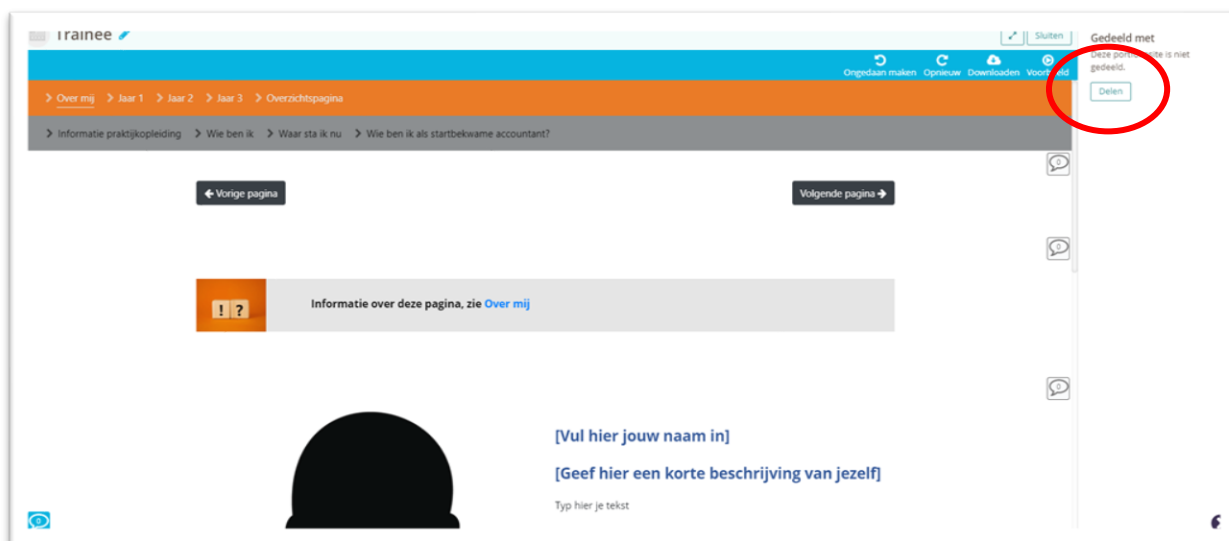 Trainee
Sluiten
Gedeeld met
Deze portfoliosite is niet
gedeeld.
Delen
Ongedaan maken Opnieuw Downloaden Voorbeeld
Over mij Jaar 1 Jaar 2 Jaar 3 Overzichtspagina
Informatie praktijkopleiding Wie ben ik Waar sta ik nu Wie ben ik als startbekwame accountant?
0
Vorige pagina
Volgende pagina
0
! ?
Informatie over deze pagina, zie Over mij
0
[Vul hier jouw naam in]
[Geef hier een korte beschrijving van jezelf]
Typ hier je tekst
0